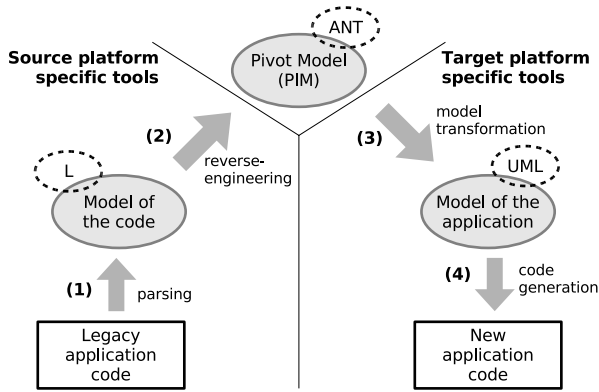 Source platform
specific tools
ANT
Pivot Model
(PIM)
Target platform
specific tools
(2)
reverse-
engineering
(3)
model
transformation
L
Model of
the code
UML
Model of the
application
(1)
parsing
(4)
code
generation
Legacy
application
code
New
application
code